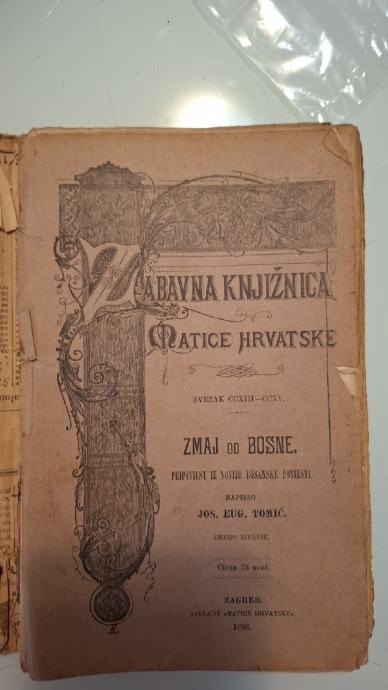 ZABAVNA KNJIŽNICA
MATICE HRVATSKE
SVEZAK CCXIII—CCXV.
ZMAJ OD BOSNE.
PRIPOVIEST IZ NOVIJE BOSANSKE POVIESTI.
NAPISAO
JOS. EUG. TOMIĆ.
DRUGO IZDANJE.
Ciena 75 novč.
ZAGREB.
NAKLADA »MATICE HRVATSKE«.